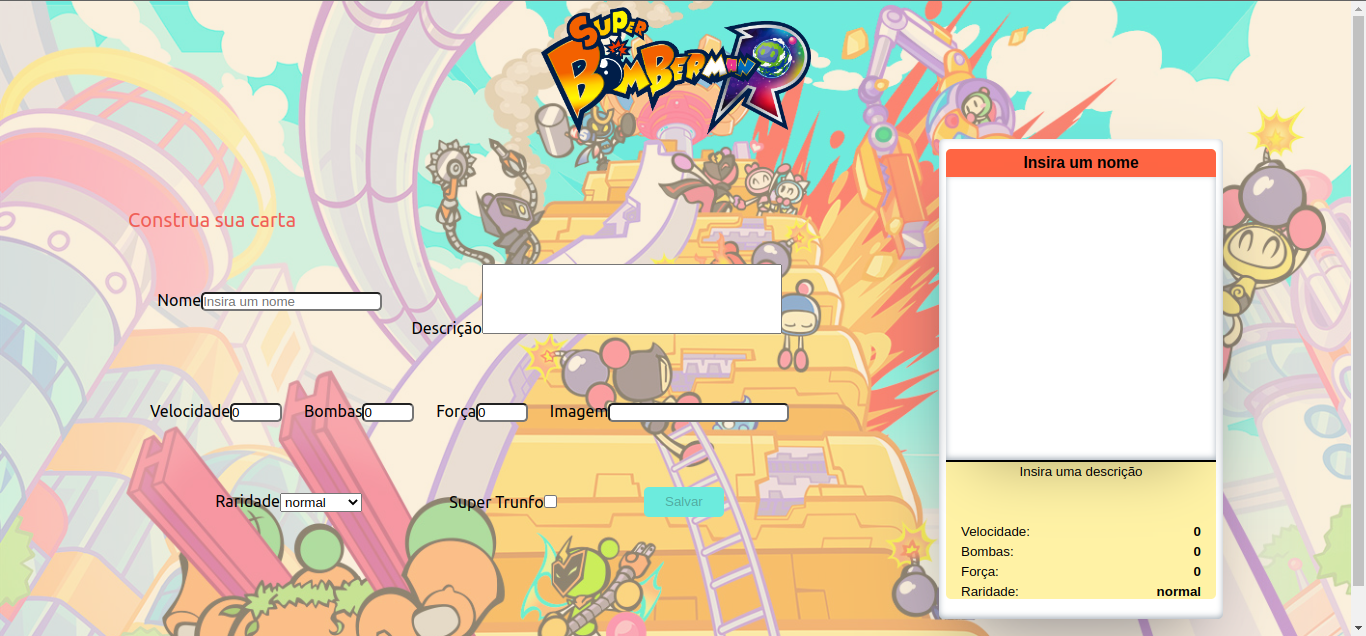 SUPER
BOMBERMAN R
Construa sua carta
Nome Insira um nome
Descrição
Velocidade 0 Bombas 0 Força 0 Imagem
Raridade normal Super Trunfo Salvar
Insira um nome
Insira uma descrição
Velocidade: 0
Bombas: 0
Força: 0
Raridade: normal